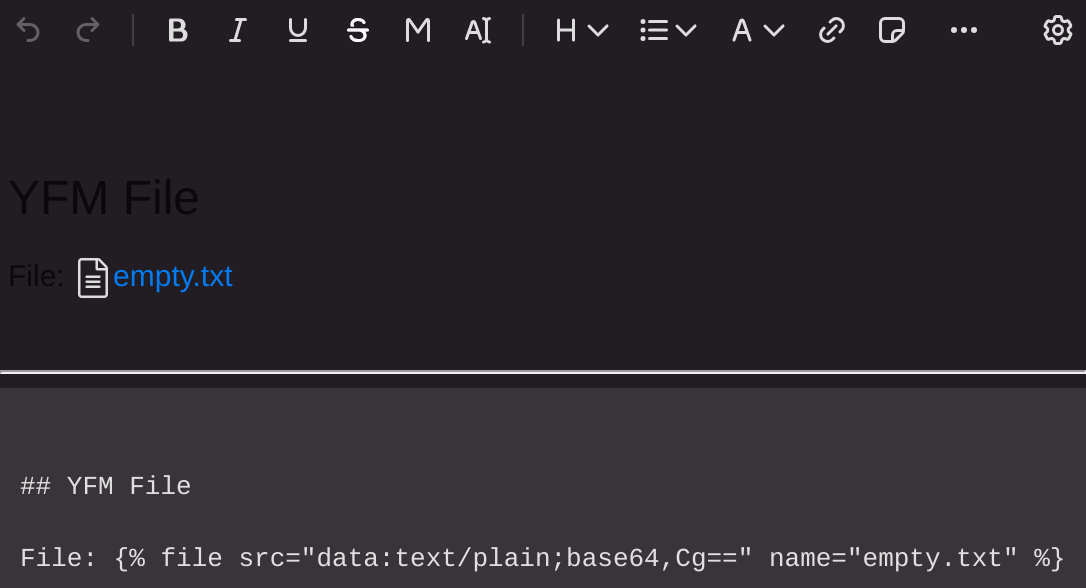 B I U S M A H A
YFM File
File: empty.txt
## YFM File
File: {% file src="data:text/plain;base64,Cg==" name="empty.txt" %}